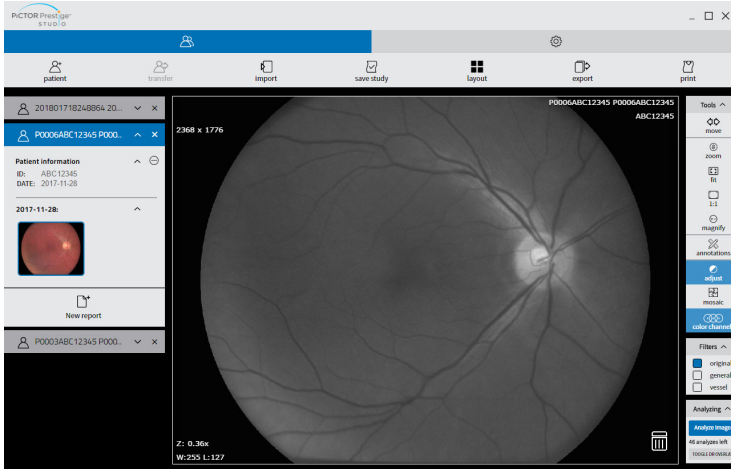 PiCTOR Prestige
STUDIO
patient
transfer
import
save study
layout
export
print
201801718248864 20...
P0006ABC12345 P000..
Patient information
ID: ABC12345
DATE: 2017-11-28
2017-11-28:
New report
P0003ABC12345 P000..
2368 x 1776
P0006ABC12345 P0006ABC12345
ABC12345
Z: 0.36x
W:255 L:127
Tools
move
zoom
fit
1:1
magnify
annotations
adjust
mosaic
color channel
Filters
original
general
vessel
Analyzing
Analyze image
46 analyzes left
TOGGLE DR OVERLA